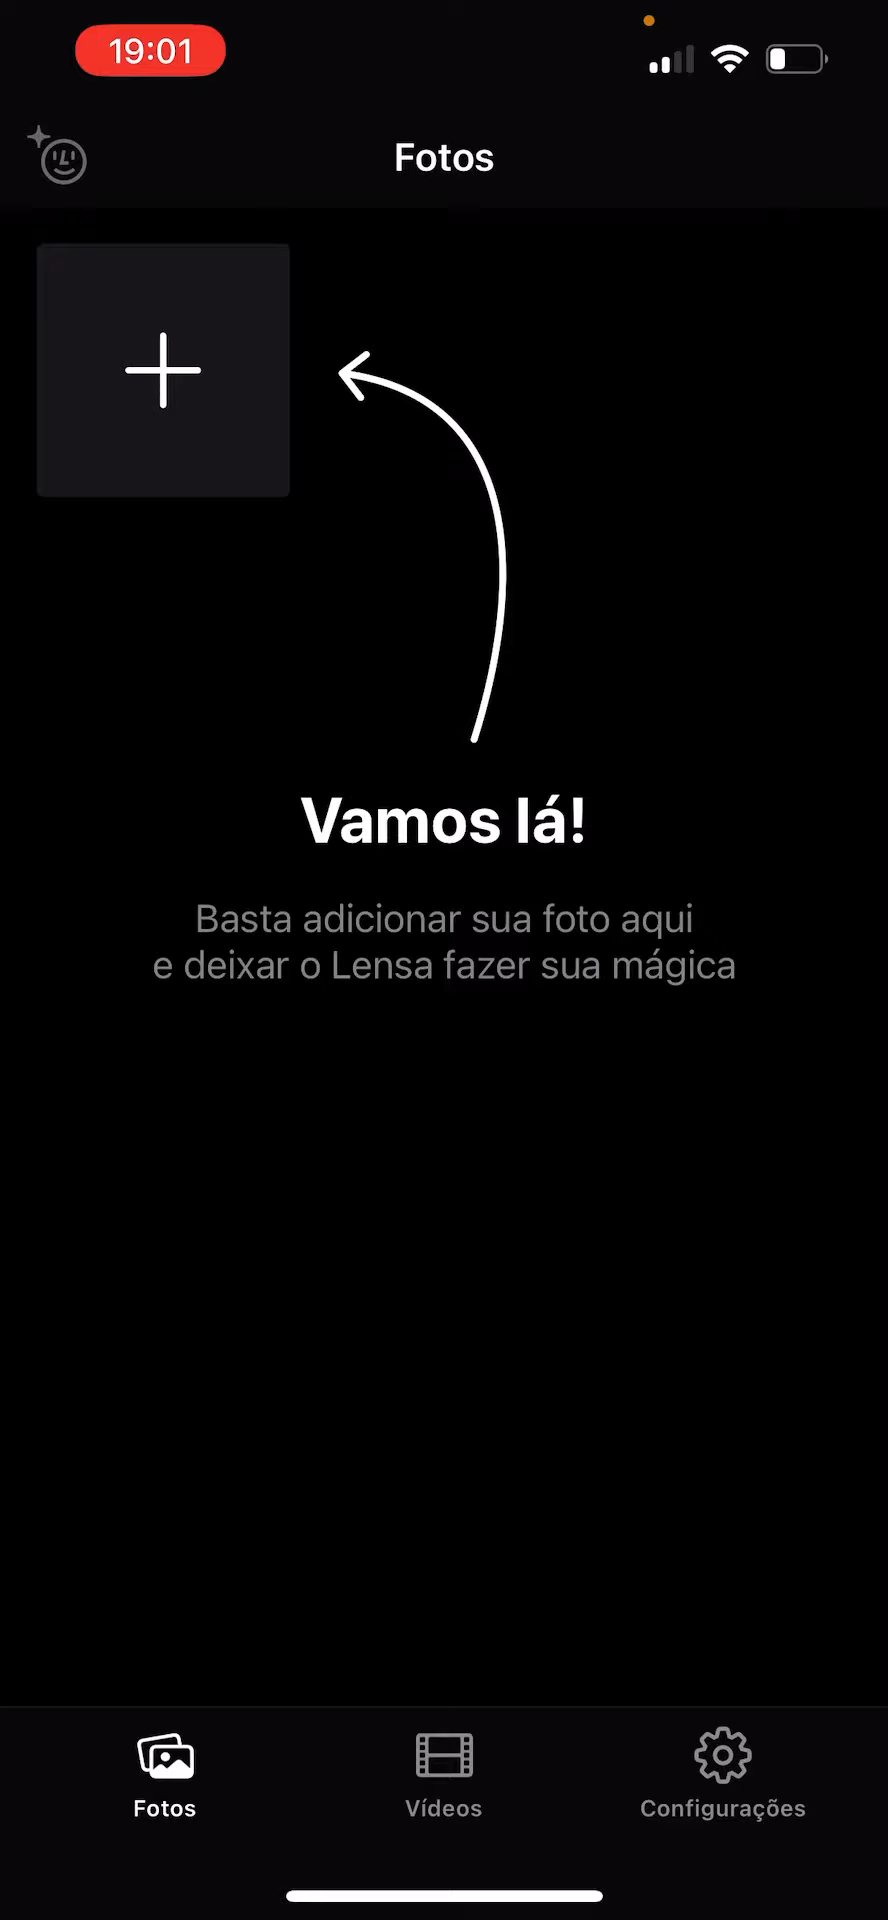 19:01
Fotos
Vamos lá!
Basta adicionar sua foto aqui
e deixar o Lensa fazer sua mágica
Fotos
Vídeos
Configurações